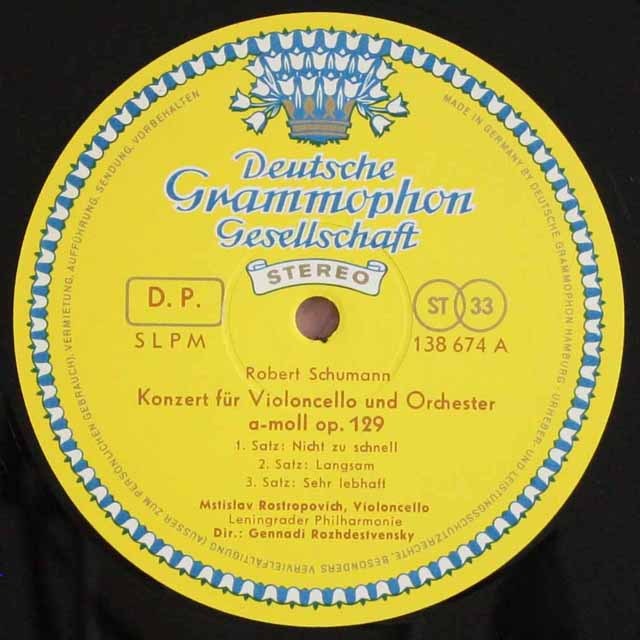 Deutsche
Grammophon
Gesellschaft
STEREO
D. P.
SLPM
ST 33
138 674 A
Robert Schumann
Konzert für Violoncello und Orchester
a-moll op. 129
1. Satz: Nicht zu schnell
2. Satz: Langsam
3. Satz: Sehr lebhaft
Mstislav Rostropovich, Violoncello
Leningrader Philharmonie
Dir.: Gennadi Rozhdestvensky
MADE IN GERMANY BY DEUTSCHE GRAMMOPHON HAMBURG · URHEBER- UND LEISTUNGSSCHUTZRECHTE, BESONDERS VERVIELFÄLTIGUNG (AUSSER ZUM PERSÖNLICHEN GEBRAUCH), VERMIETUNG, AUFFÜHRUNG, SENDUNG, VORBEHALTEN